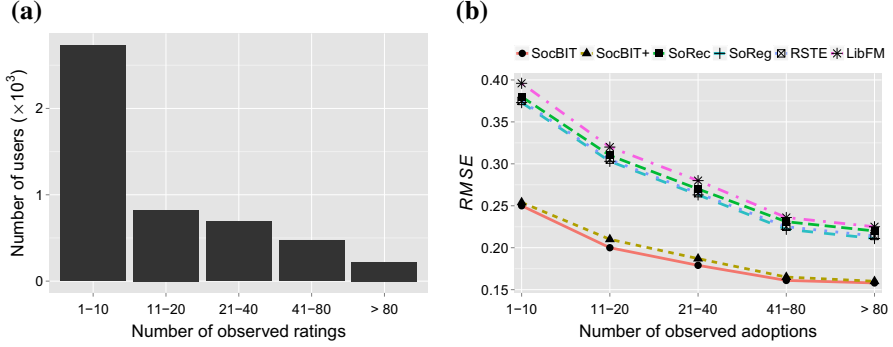 (a)
Number of users (×10³)
2
1
0
1−10
11−20
21−40
41−80
> 80
Number of observed ratings
(b)
SocBIT SocBIT+ SoRec SoReg RSTE LibFM
RMSE
0.40
0.35
0.30
0.25
0.20
0.15
1−10
11−20
21−40
41−80
> 80
Number of observed adoptions